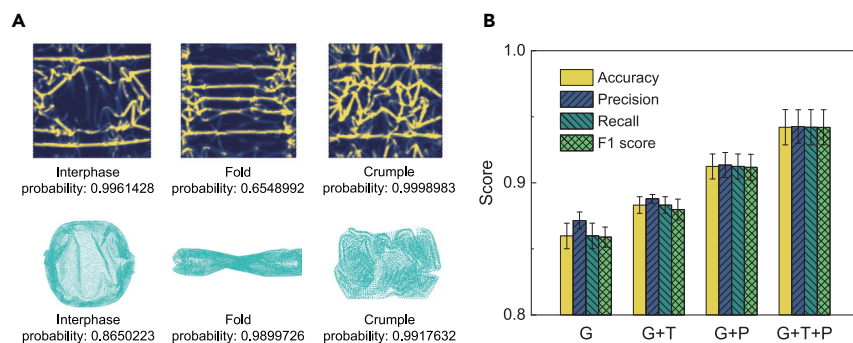 A
Interphase
probability: 0.9961428
Fold
probability: 0.6548992
Crumple
probability: 0.9998983
Interphase
probability: 0.8650223
Fold
probability: 0.9899726
Crumple
probability: 0.9917632
B
1.0
0.9
0.8
Score
Accuracy
Precision
Recall
F1 score
G
G+T
G+P
G+T+P